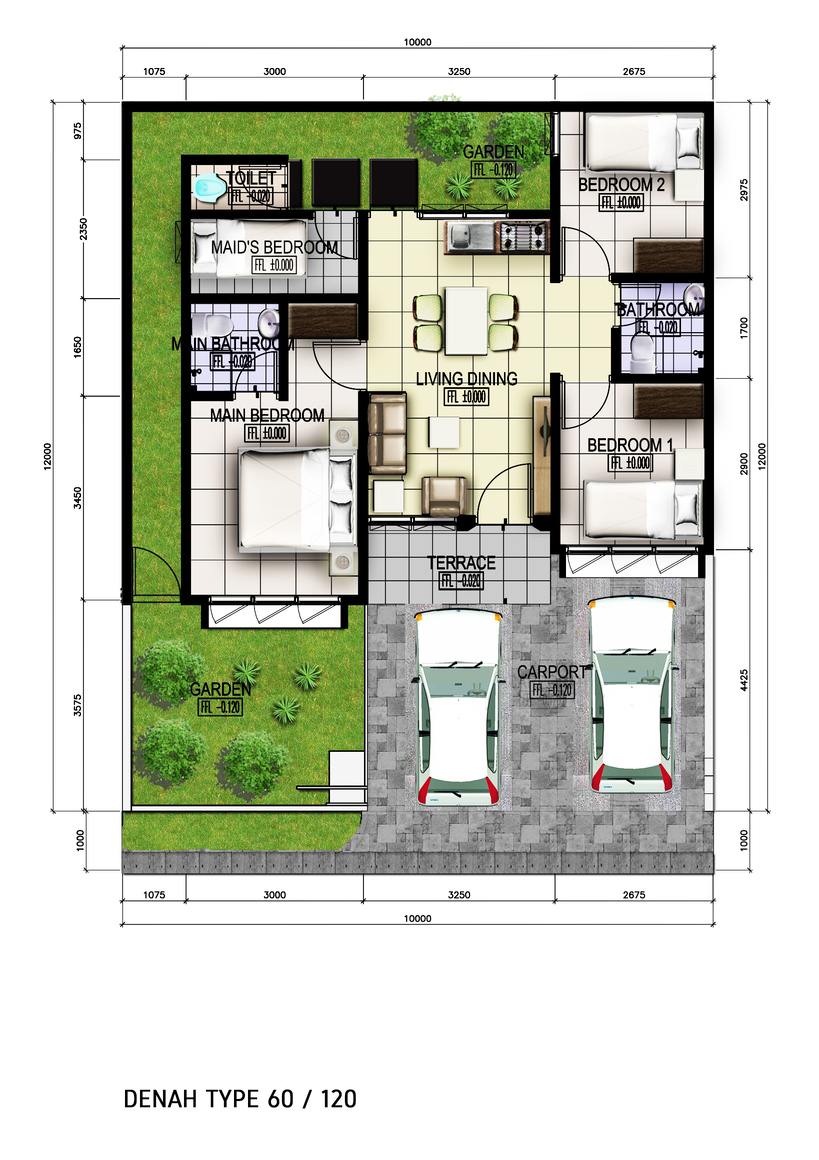 10000
1075 3000 3250 2675
975
2350
1650
3450
12000
3575
1000
2975
1700
2900
12000
4425
1000
GARDEN
FFL -0.120
TOILET
FFL -0.020
BEDROOM 2
FFL ±0.000
MAID'S BEDROOM
FFL ±0.000
BATHROOM
FFL -0.020
MAIN BATHROOM
FFL -0.023
LIVING DINING
FFL ±0.000
MAIN BEDROOM
FFL ±0.000
BEDROOM 1
FFL ±0.000
TERRACE
FFL -0.020
CARPORT
FFL -0.120
GARDEN
FFL -0.120
1075 3000 3250 2675
10000
DENAH TYPE 60 / 120